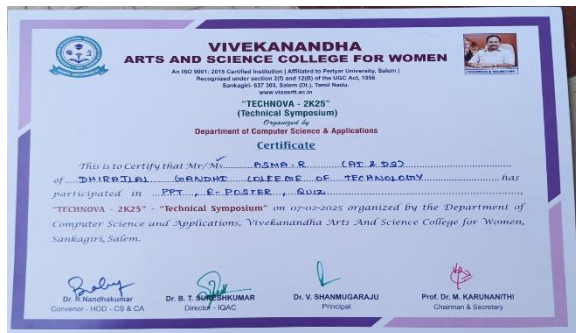 VIVEKANANDHA
ARTS AND SCIENCE COLLEGE FOR WOMEN
An ISO 9001: 2015 Certified Institution | Affiliated to Periyar University, Salem |
Recognized under section 2(f) and 12(B) of the UGC Act, 1956
Sankagiri- 637 303, Salem (Dt.), Tamil Nadu.
www.viaasrtt.ac.in
CHAIRMAN & SECRETARY
"TECHNOVA - 2K25"
(Technical Symposium)
Organized by
Department of Computer Science & Applications
Certificate
This is to Certify that Mr/Ms. ASMA.R (AI & DS)
of DHIRAJLAL GANDHI COLLEGE OF TECHNOLOGY has
participated in PPT, E-POSTER, QUIZ
"TECHNOVA - 2K25" - "Technical Symposium" on 07-02-2025 organized by the Department of
Computer Science and Applications, Vivekanandha Arts And Science College for Women,
Sankagiri, Salem.
Dr. R.Nandhakumar Dr. B. T. SURESHKUMAR Dr. V. SHANMUGARAJU Prof. Dr. M. KARUNANITHI
Convenor - HOD - CS & CA Director - IQAC Principal Chairman & Secretary